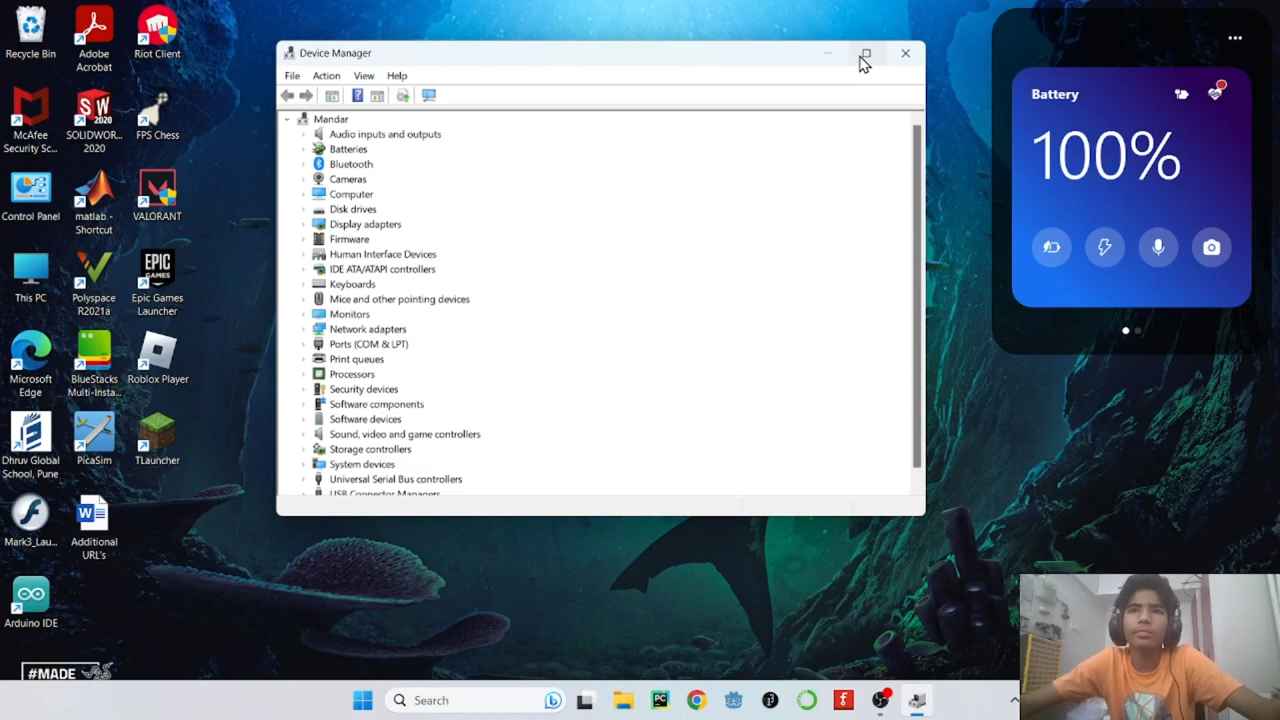 Recycle Bin
Adobe
Acrobat
Riot Client
McAfee
Security Sc...
SOLIDWOR...
2020
FPS Chess
Control Panel
matlab -
Shortcut
VALORANT
This PC
Polyspace
R2021a
Epic Games
Launcher
Microsoft
Edge
BlueStacks
Multi-Insta...
Roblox Player
Dhruv Global
School, Pune
PicaSim
TLauncher
Mark3_Lau...
Additional
URL's
Arduino IDE
#MADE
Device Manager
File Action View Help
Mandar
Audio inputs and outputs
Batteries
Bluetooth
Cameras
Computer
Disk drives
Display adapters
Firmware
Human Interface Devices
IDE ATA/ATAPI controllers
Keyboards
Mice and other pointing devices
Monitors
Network adapters
Ports (COM & LPT)
Print queues
Processors
Security devices
Software components
Software devices
Sound, video and game controllers
Storage controllers
System devices
Universal Serial Bus controllers
USB Connector Managers
Battery
100%
Search